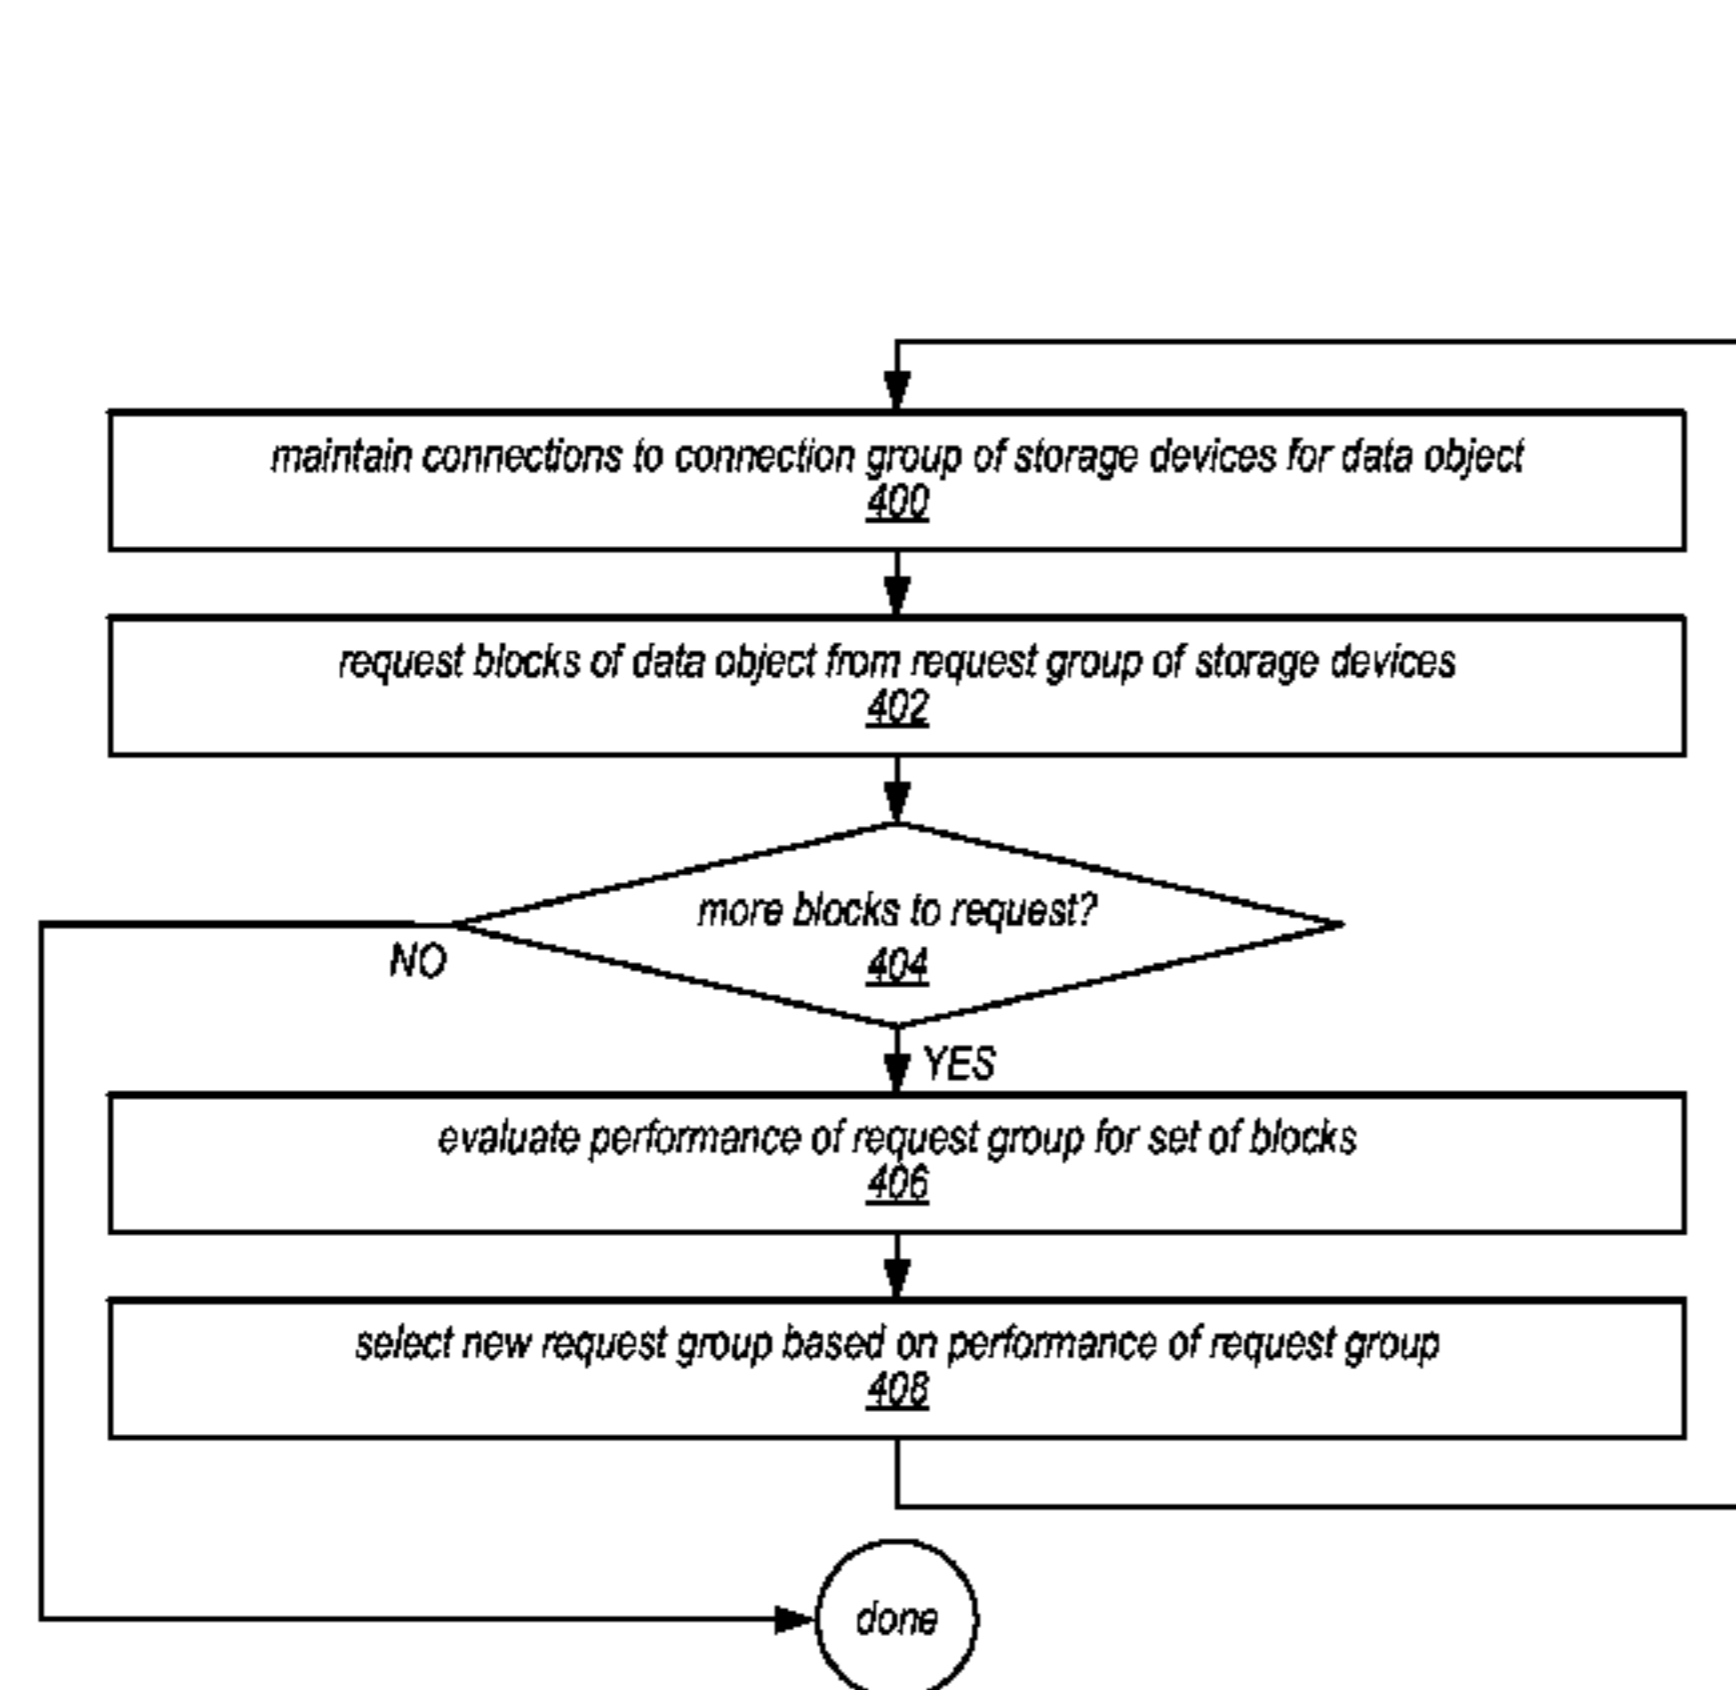 maintain connections to connection group of storage devices for data object
400
request blocks of data object from request group of storage devices
402
more blocks to request?
404
NO
YES
evaluate performance of request group for set of blocks
406
select new request group based on performance of request group
408
done